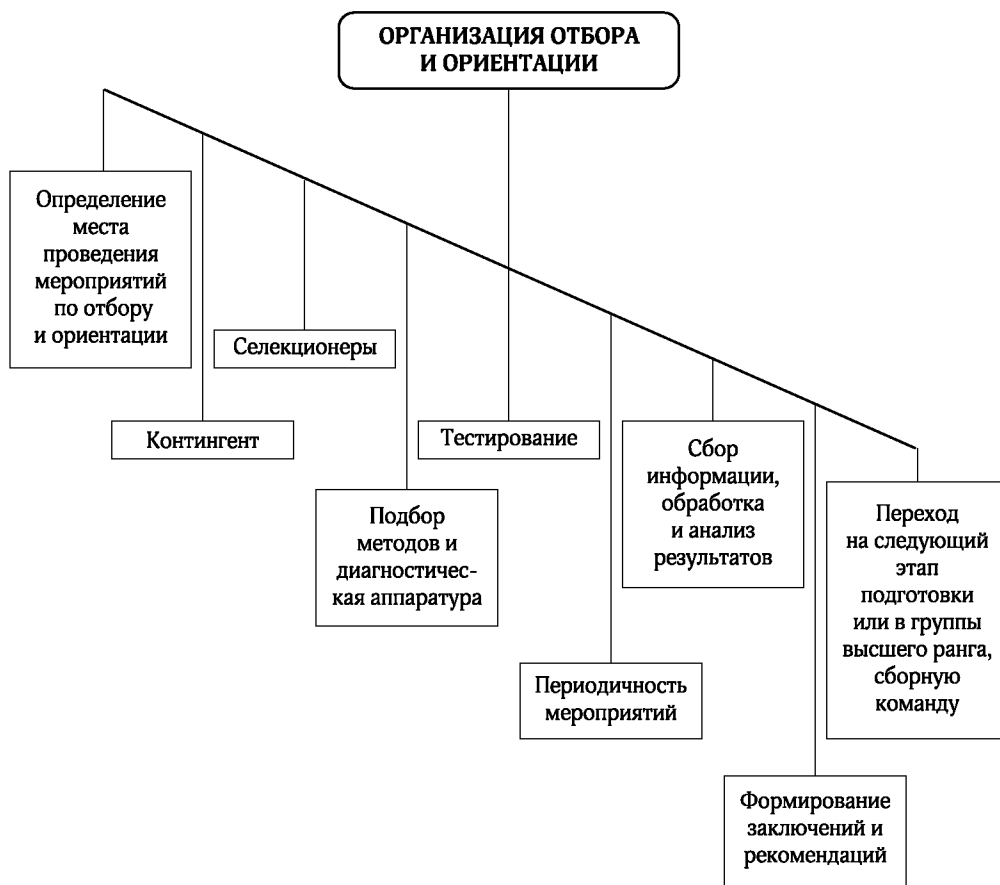 ОРГАНИЗАЦИЯ ОТБОРА
И ОРИЕНТАЦИИ
Определение
места
проведения
мероприятий
по отбору
и ориентации
Контингент
Селекционеры
Подбор
методов и
диагностичес-
кая аппаратура
Тестирование
Периодичность
мероприятий
Сбор
информации,
обработка
и анализ
результатов
Формирование
заключений и
рекомендаций
Переход
на следующий
этап
подготовки
или в группы
высшего ранга,
сборную
команду